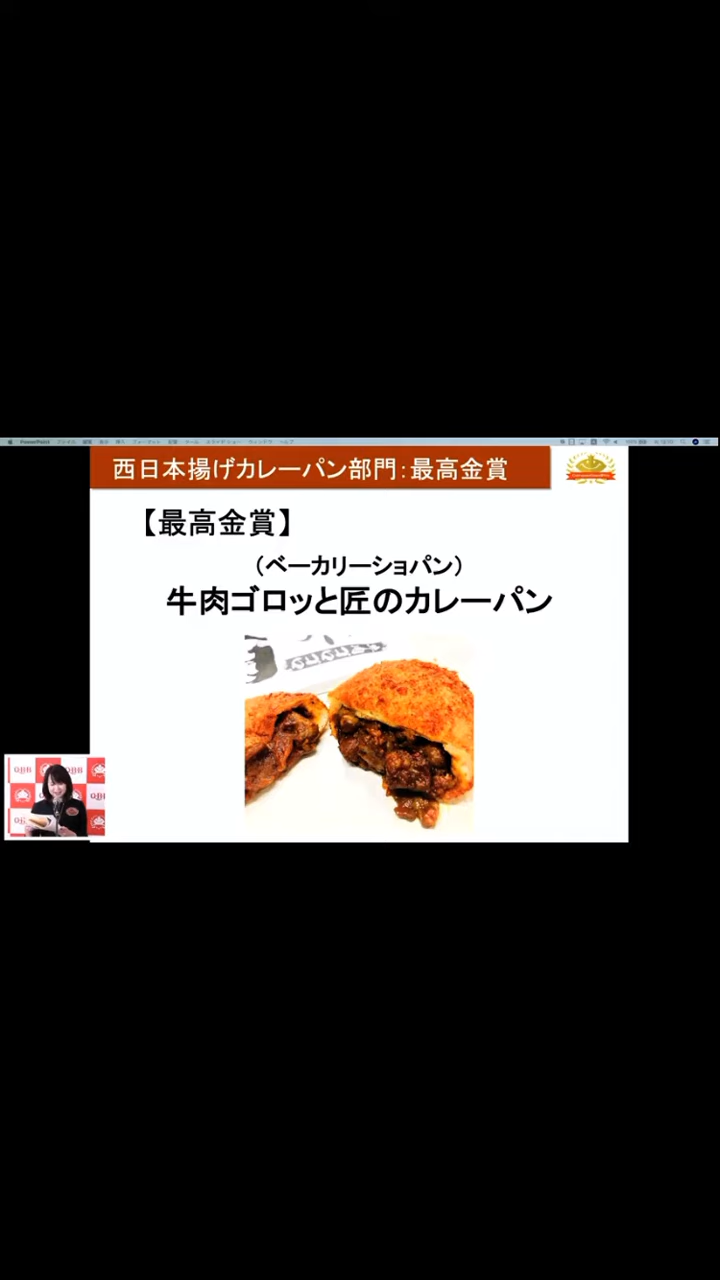 西日本揚げカレーパン部門：最高金賞
【最高金賞】
（ベーカリーショパン）
牛肉ゴロッと匠のカレーパン